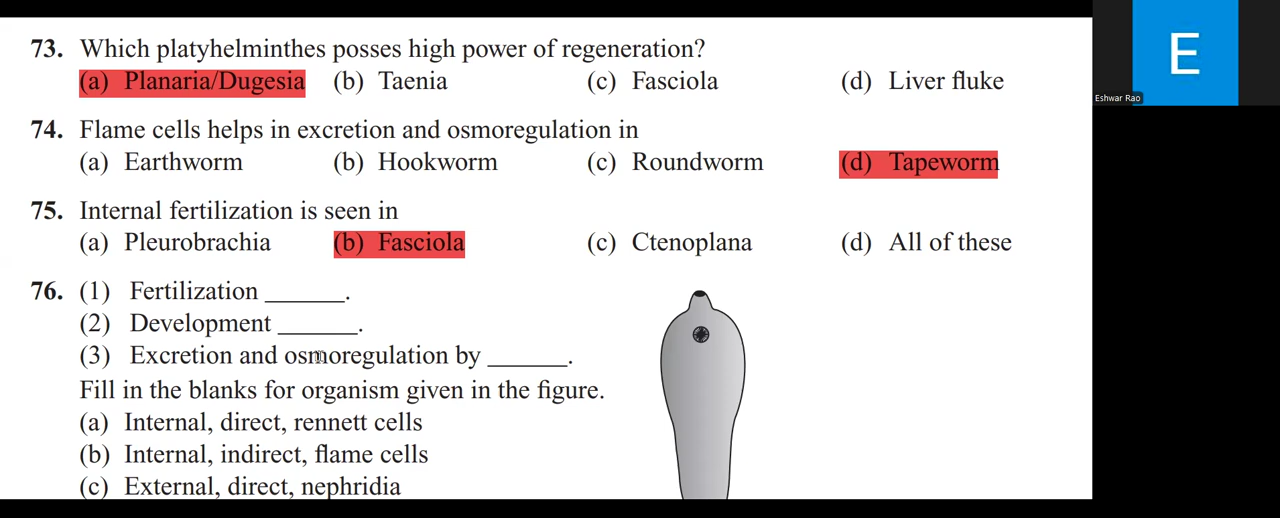 73. Which platyhelminthes posses high power of regeneration?
(a) Planaria/Dugesia (b) Taenia (c) Fasciola (d) Liver fluke
74. Flame cells helps in excretion and osmoregulation in
(a) Earthworm (b) Hookworm (c) Roundworm (d) Tapeworm
75. Internal fertilization is seen in
(a) Pleurobrachia (b) Fasciola (c) Ctenoplana (d) All of these
76. (1) Fertilization _______.
(2) Development _______.
(3) Excretion and osmoregulation by _______.
Fill in the blanks for organism given in the figure.
(a) Internal, direct, rennett cells
(b) Internal, indirect, flame cells
(c) External, direct, nephridia
E
Eshwar Rao